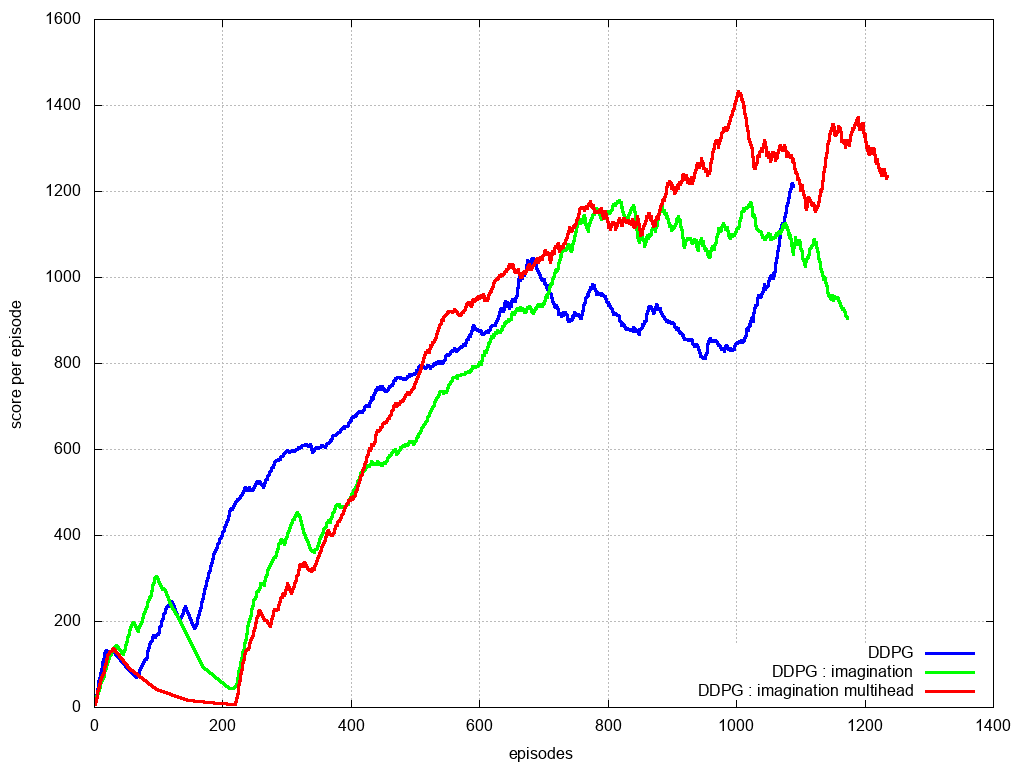 1600
1400
1200
1000
800
600
400
200
0
score per episode
DDPG
DDPG : imagination
DDPG : imagination multihead
0 200 400 600 800 1000 1200 1400
episodes